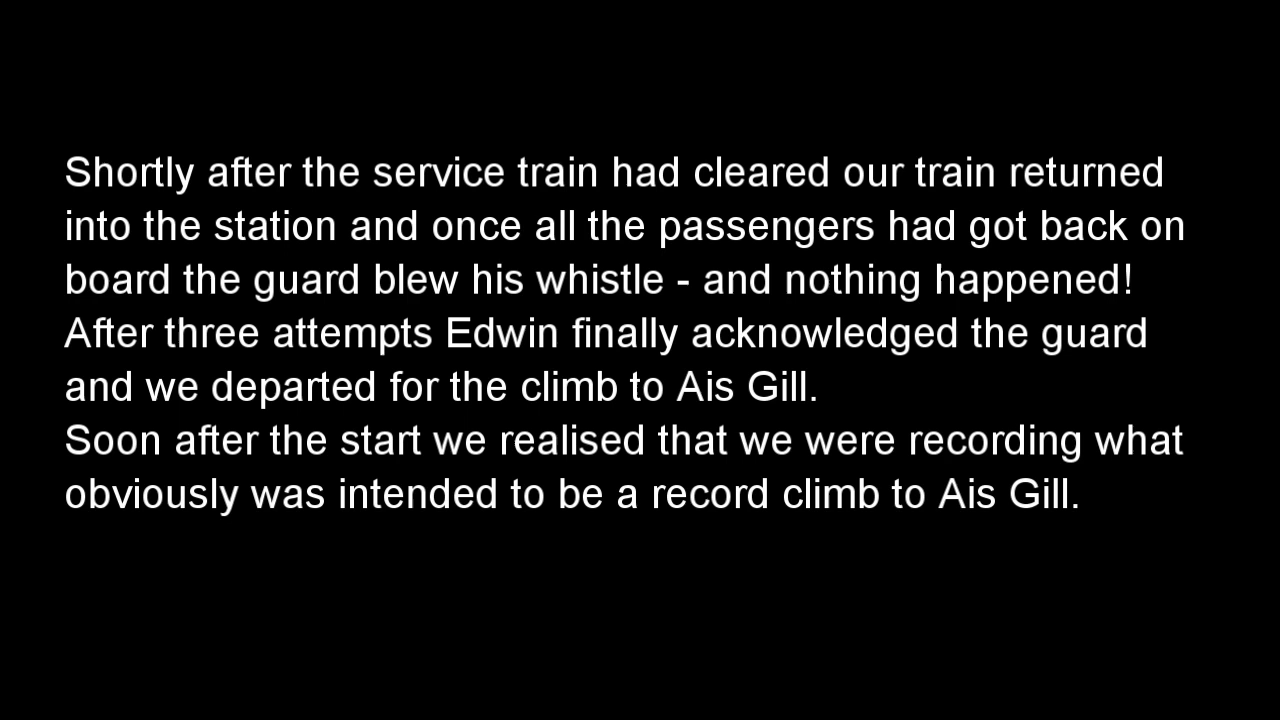 Shortly after the service train had cleared our train returned
into the station and once all the passengers had got back on
board the guard blew his whistle - and nothing happened!
After three attempts Edwin finally acknowledged the guard
and we departed for the climb to Ais Gill.
Soon after the start we realised that we were recording what
obviously was intended to be a record climb to Ais Gill.